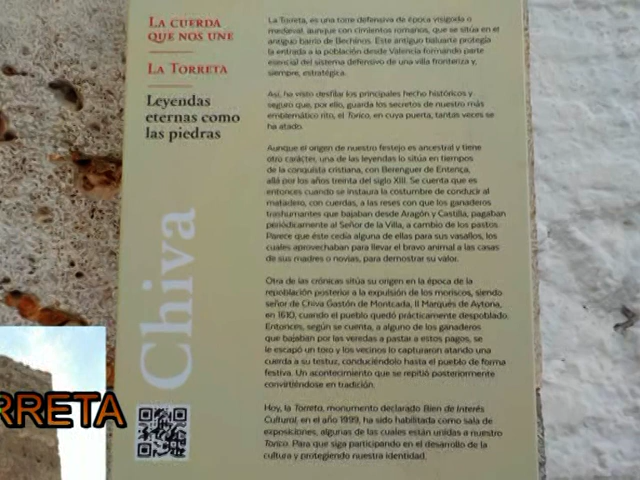 LA CUERDA
QUE NOS UNE
LA TORRETA
Leyendas
eternas como
las piedras
Chiva
La Torreta, es una torre defensiva de época visigoda o
medieval, aunque con cimientos romanos, que se sitúa en el
antiguo barrio de Bechinos. Este antiguo baluarte protegía
la entrada a la población desde Valencia formando parte
esencial del sistema defensivo de una villa fronteriza y,
siempre, estratégica.
Así, ha visto desfilar los principales hecho históricos y
seguro que, por ello, guarda los secretos de nuestro más
emblemático rito, el Torico, en cuya puerta, tantas veces se
ha atado.
Aunque el origen de nuestro festejo es ancestral y tiene
otro carácter, una de las leyendas lo sitúa en tiempos
de la conquista cristiana, con Berenguer de Entença,
allá por los años treinta del siglo XIII. Se cuenta que es
entonces cuando se instaura la costumbre de conducir al
matadero, con cuerdas, a las reses con que los ganaderos
trashumantes que bajaban desde Aragón y Castilla, pagaban
periódicamente al Señor de la Villa, a cambio de los pastos.
Parece que éste cedía alguna de ellas para sus vasallos, los
cuales aprovechaban para llevar el bravo animal a las casas
de sus madres o novias, para demostrar su valor.
Otra de las crónicas sitúa su origen en la época de la
repoblación posterior a la expulsión de los moriscos, siendo
señor de Chiva Gastón de Montcada, II Marqués de Aytona,
en 1610, cuando el pueblo quedó prácticamente despoblado.
Entonces, según se cuenta, a alguno de los ganaderos
que bajaban por las veredas a pastar a estos pagos, se
le escapó un toro y los vecinos lo capturaron atando una
cuerda a su testuz, conduciéndolo hasta el pueblo de forma
festiva. Un acontecimiento que se repitió posteriormente
convirtiéndose en tradición.
Hoy, la Torreta, monumento declarado Bien de Interés
Cultural, en el año 1999, ha sido habilitada como sala de
exposiciones, algunas de las cuales están unidas a nuestro
Torico. Para que siga participando en el desarrollo de la
cultura y protegiendo nuestra identidad.
RRETA